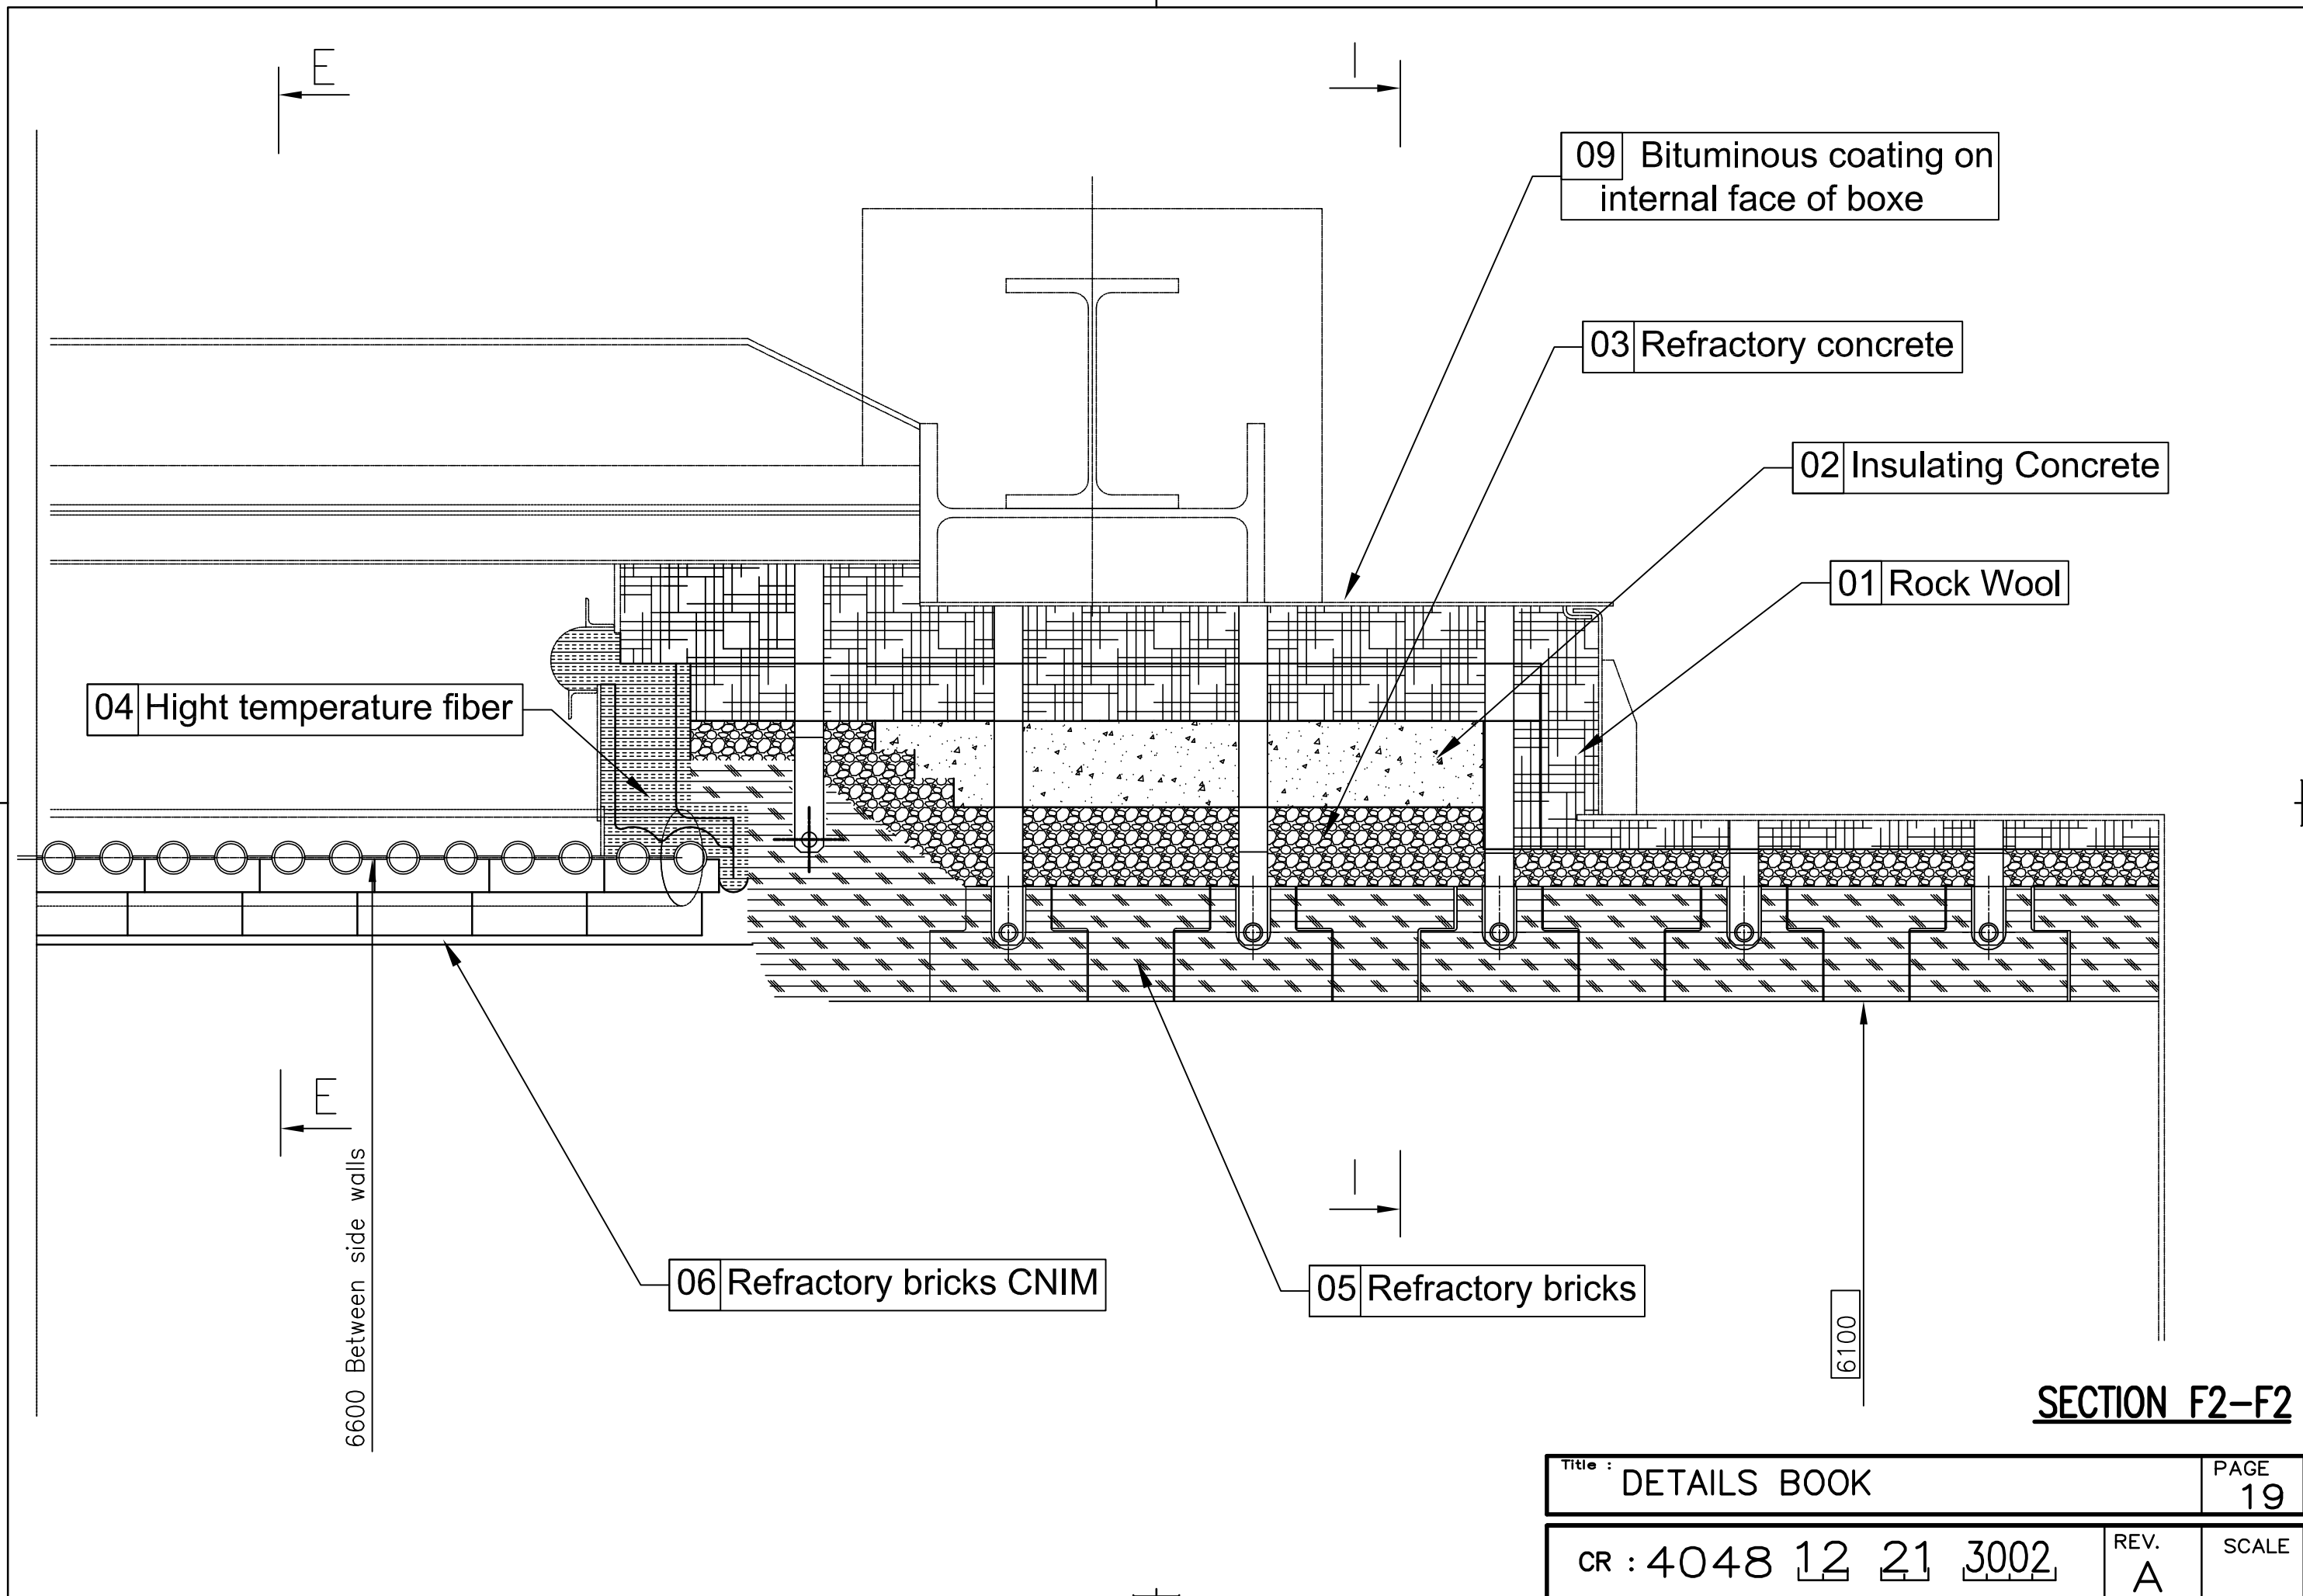 E
I
09 Bituminous coating on
internal face of boxe
03 Refractory concrete
02 Insulating Concrete
01 Rock Wool
04 Hight temperature fiber
E
I
6600 Between side walls
06 Refractory bricks CNIM
05 Refractory bricks
6100
SECTION F2-F2
Title : DETAILS BOOK
PAGE
19
CR : 4048 12 21 3002
REV.
A
SCALE